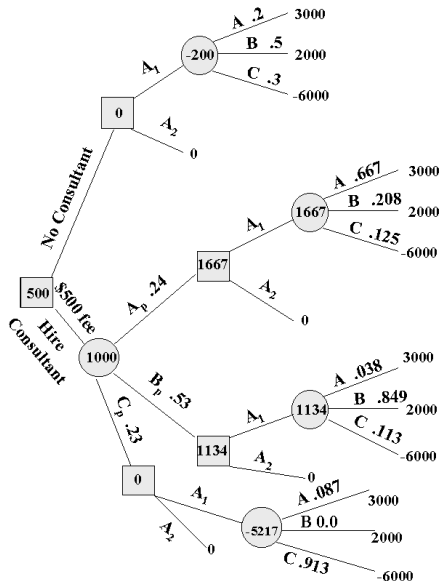 A .2 3000
-200 B .5 2000
A1 C .3 -6000
0 A2 0
No Consultant
A .667 3000
A1 1667 B .208 2000
C .125 -6000
Ap .24 1667 A2 0
500 $500 fee
Hire Consultant
1000
A .038 3000
B .849
Bp .53 A1 1134 2000
C .113 -6000
1134 A2 0
Cp .23
0 A1 A .087 3000
-5217 B 0.0 2000
A2 0 C .913 -6000